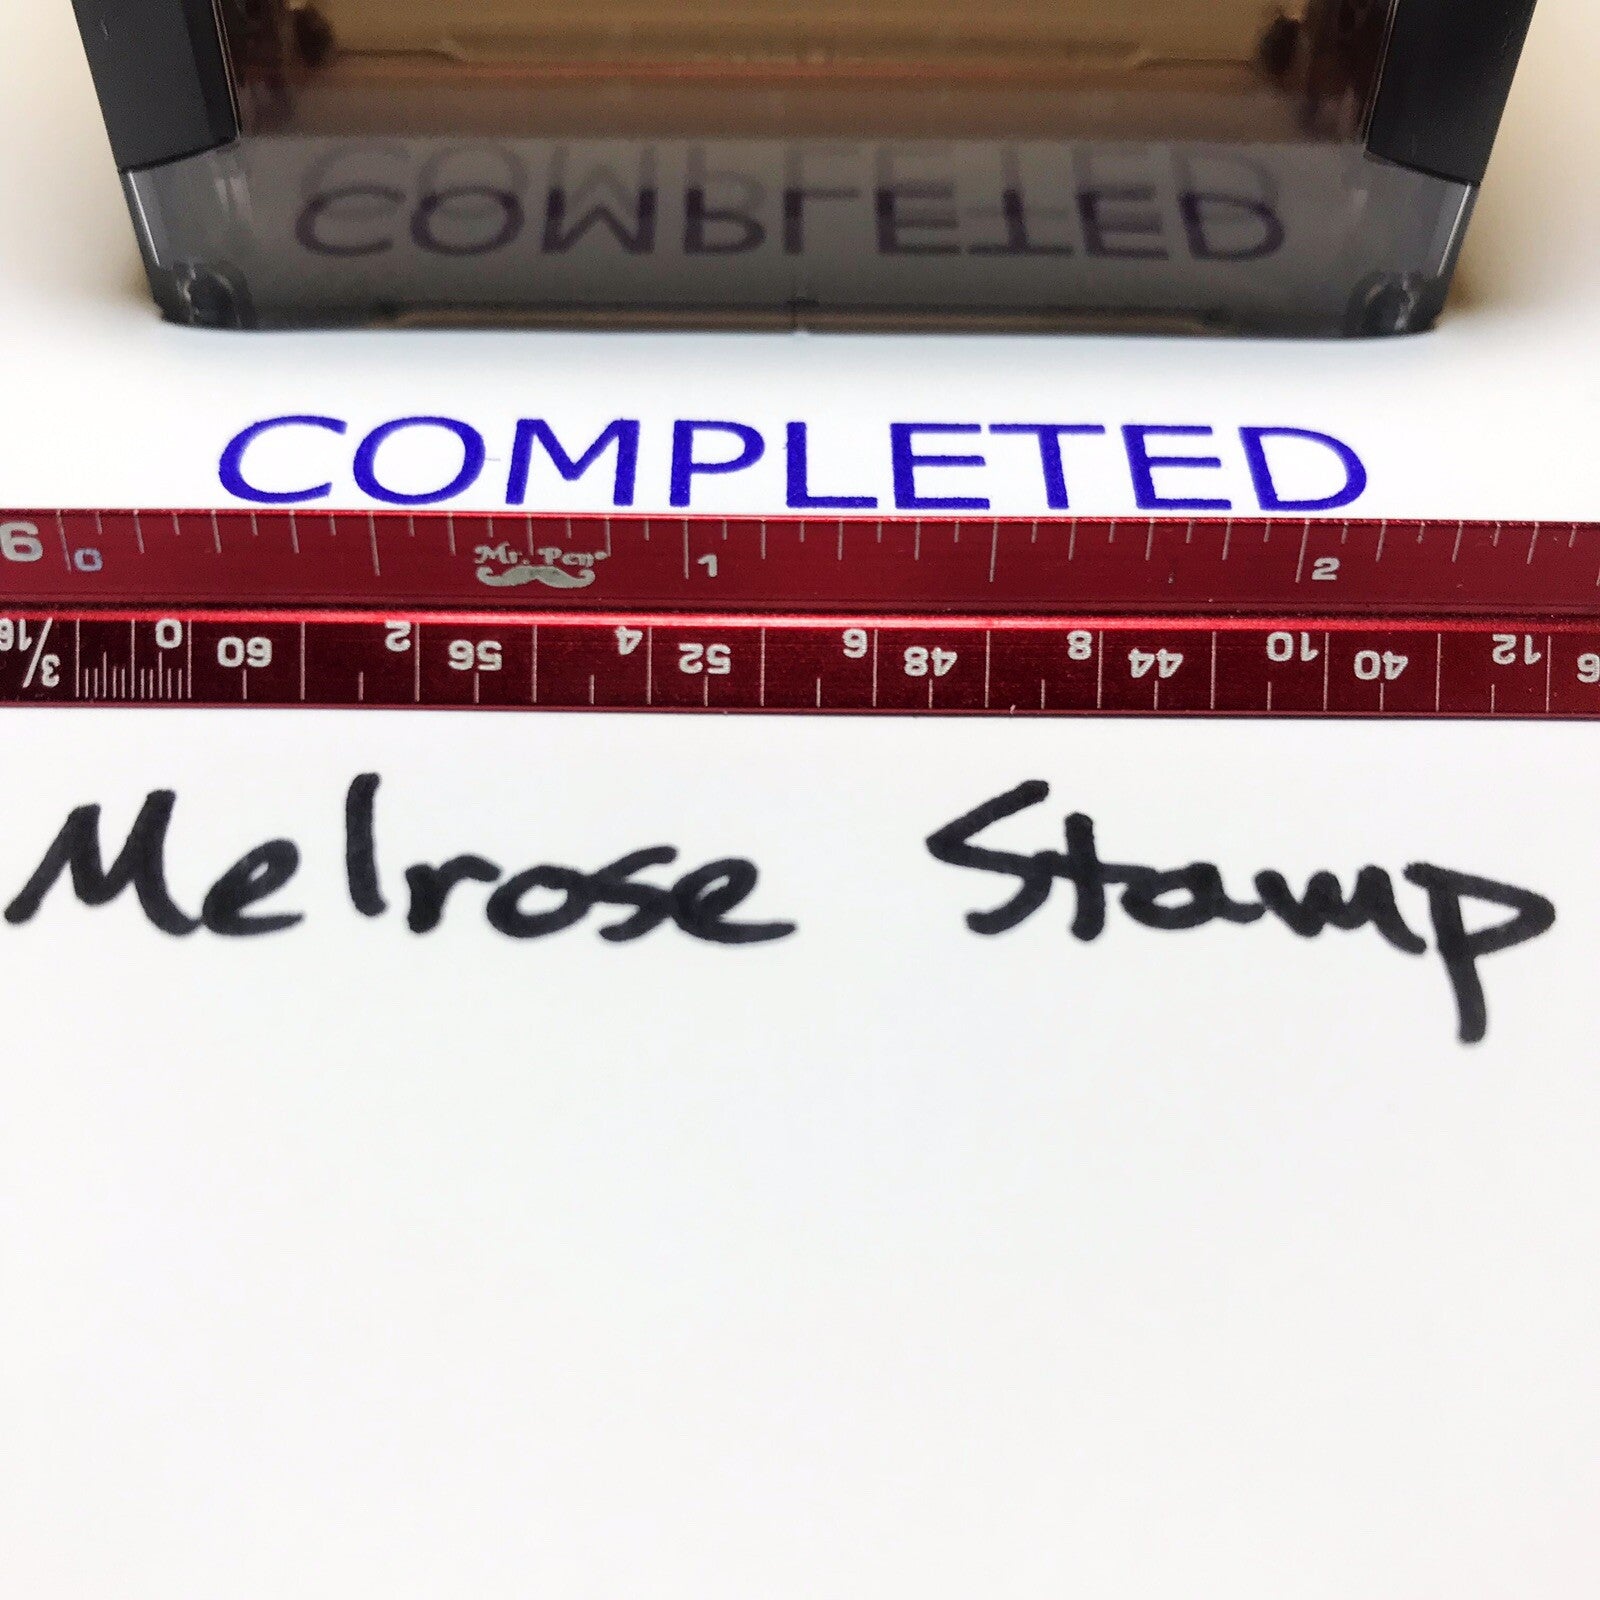 COMPLETED
COMPLETED
6 0 Mr. Pen® 1 2
3/16 0 60 2 56 4 52 6 48 8 44 10 40 12
Melrose Stamp